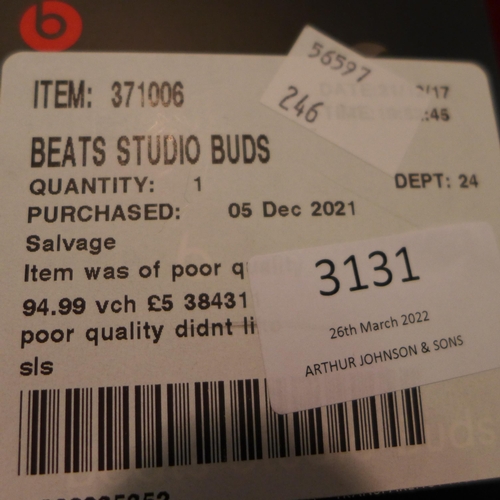 56597
246
ITEM: 371006
BEATS STUDIO BUDS
QUANTITY: 1
DEPT: 24
PURCHASED: 05 Dec 2021
Salvage
Item was of poor
94.99 vch £5 38431
poor quality didnt
sls
3131
26th March 2022
ARTHUR JOHNSON & SONS